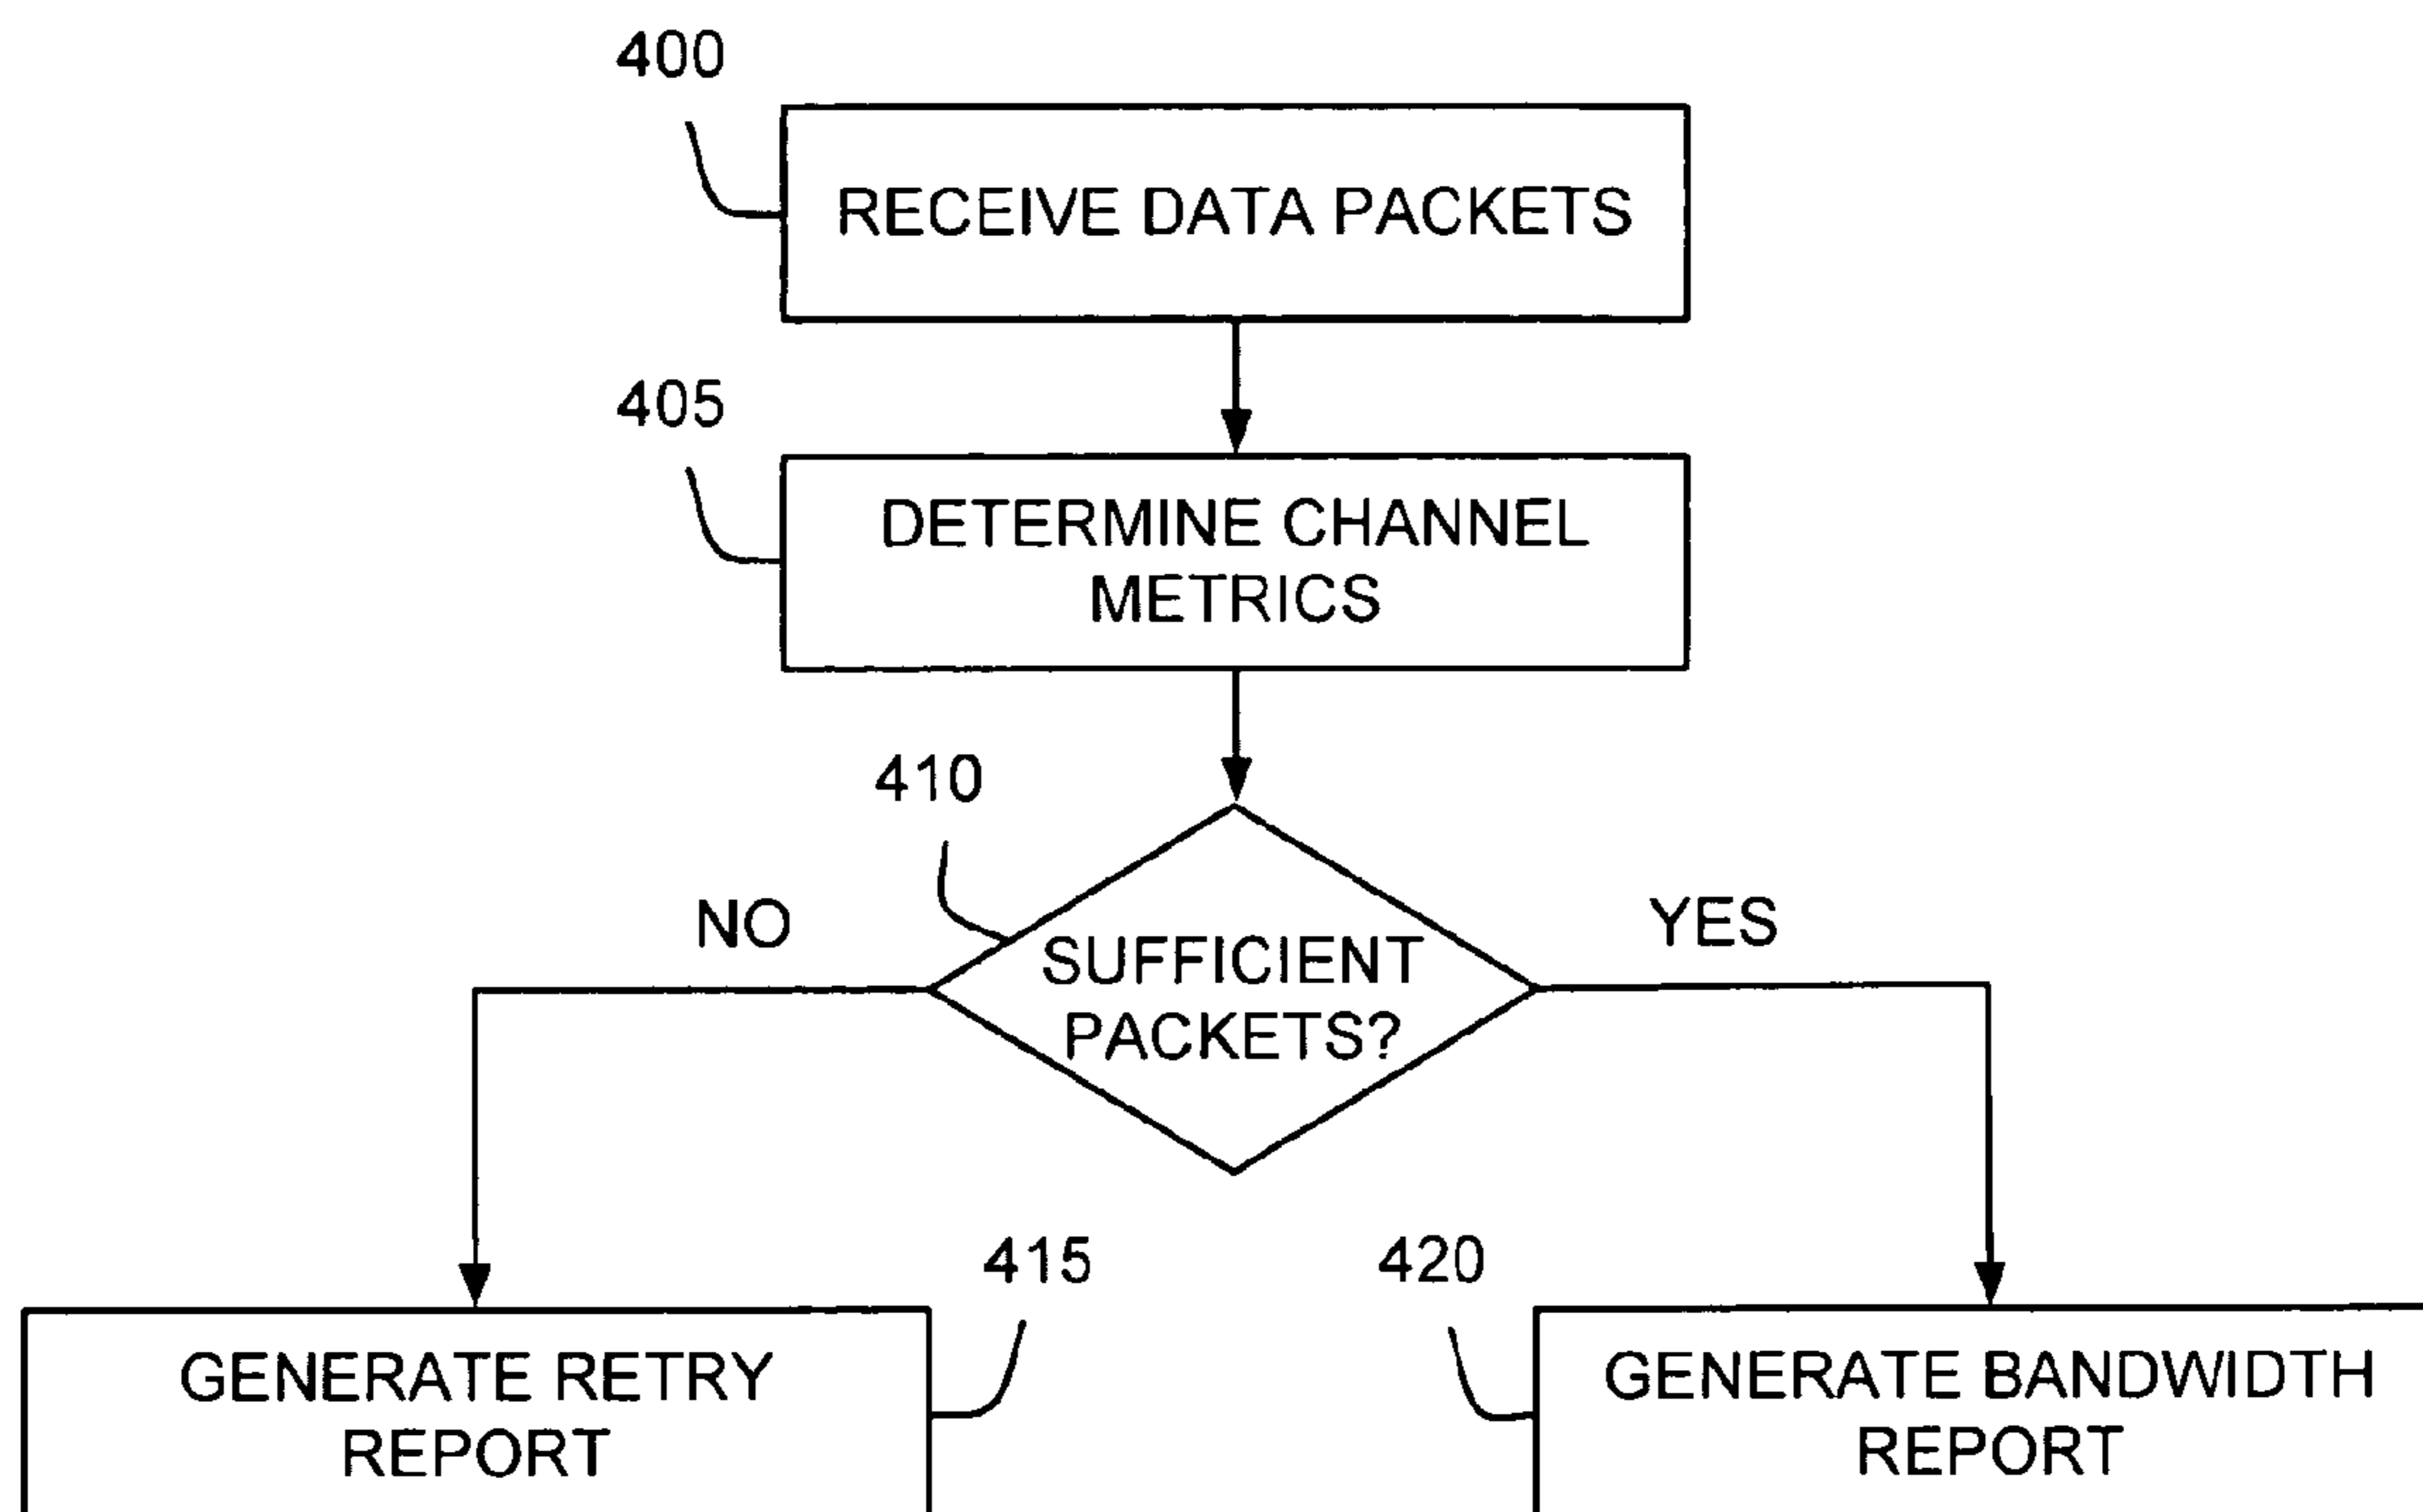 400
RECEIVE DATA PACKETS
405
DETERMINE CHANNEL
METRICS
410
NO
YES
SUFFICIENT
PACKETS?
415
420
GENERATE RETRY
REPORT
GENERATE BANDWIDTH
REPORT